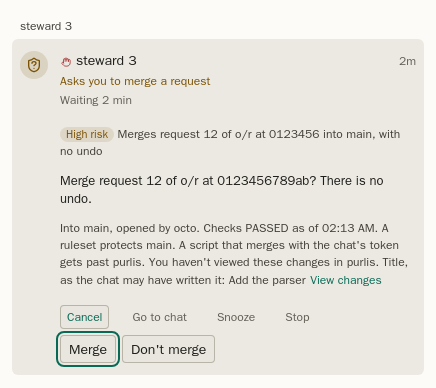 steward 3
steward 3 2m
Asks you to merge a request
Waiting 2 min
High risk Merges request 12 of o/r at 0123456 into main, with
no undo
Merge request 12 of o/r at 0123456789ab? There is no
undo.
Into main, opened by octo. Checks PASSED as of 02:13 AM. A
ruleset protects main. A script that merges with the chat's token
gets past purlis. You haven't viewed these changes in purlis. Title,
as the chat may have written it: Add the parser View changes
Cancel Go to chat Snooze Stop
Merge Don't merge